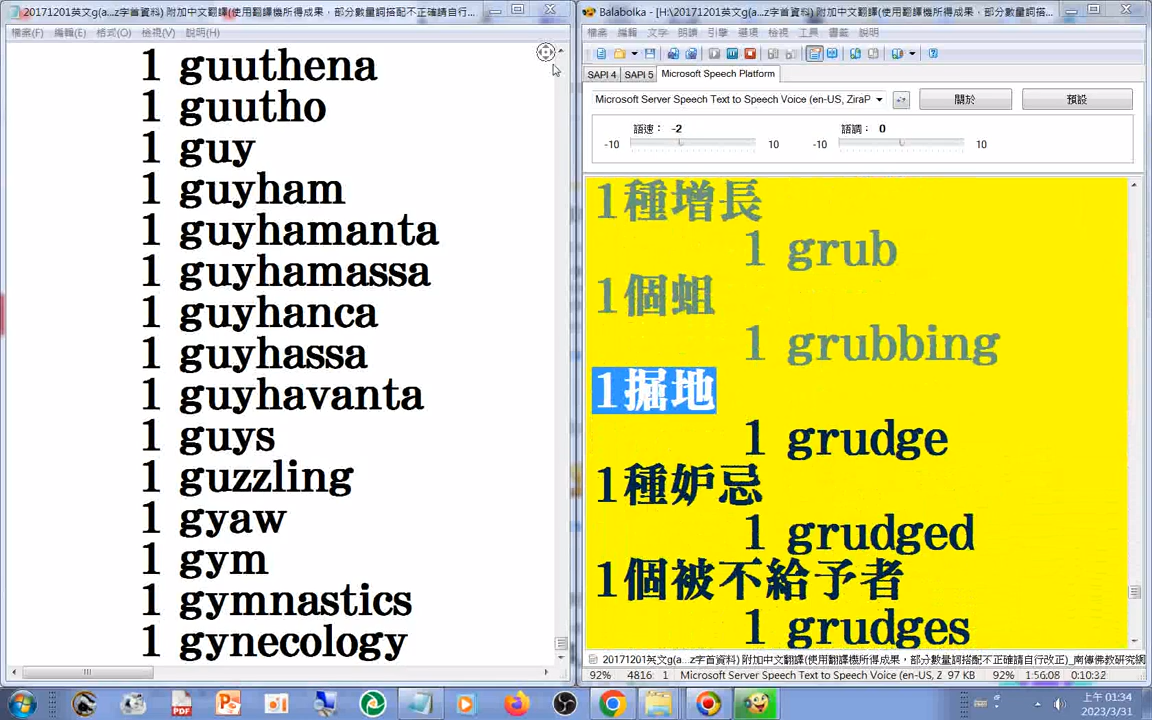 20171201英文g(a...z字首資料) 附加中文翻譯(使用翻譯機所得成果，部分數量詞搭配不正確請自行...
檔案(F) 編輯(E) 格式(O) 檢視(V) 說明(H)
1 guuthena
1 guutho
1 guy
1 guyham
1 guyhamanta
1 guyhamassa
1 guyhanca
1 guyhassa
1 guyhavanta
1 guys
1 guzzling
1 gyaw
1 gym
1 gymnastics
1 gynecology
Balabolka - [H:\20171201英文g(a...z字首資料) 附加中文翻譯(使用翻譯機所得成果，部分數量詞搭...
檔案 編輯 文字 朗讀 引擎 選項 檢視 工具 書籤 說明
SAPI 4 SAPI 5 Microsoft Speech Platform
Microsoft Server Speech Text to Speech Voice (en-US, ZiraP
關於 預設
語速： -2 語調： 0
-10 10 -10 10
1種增長
1 grub
1個蛆
1 grubbing
1掘地
1 grudge
1種妒忌
1 grudged
1個被不給予者
1 grudges
20171201英文g(a...z字首資料) 附加中文翻譯(使用翻譯機所得成果，部分數量詞搭配不正確請自行改正)_南傳佛教研究網
92% 4816: 1 Microsoft Server Speech Text to Speech Voice (en-US, Z 97 KB 92% 1:56:08 0:10:32
上午 01:34
2023/3/31